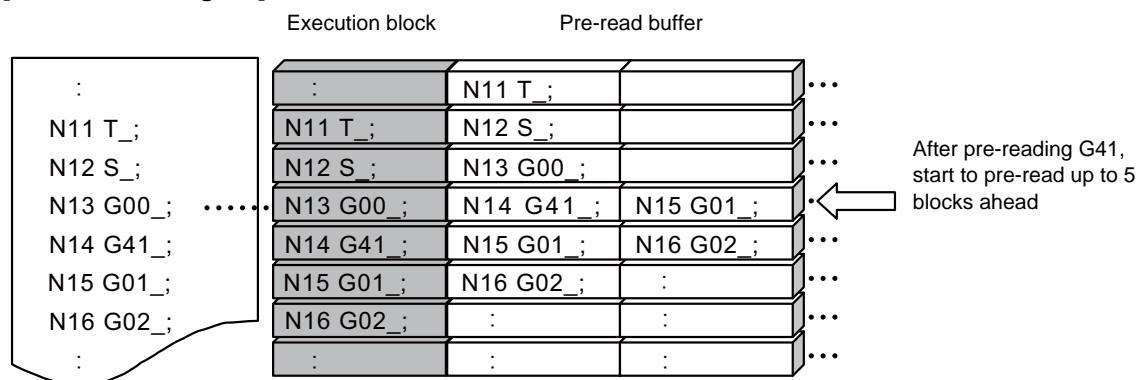 Execution block Pre-read buffer
:
N11 T_;
N12 S_;
N13 G00_; ······
N14 G41_;
N15 G01_;
N16 G02_;
:
: N11 T_; ···
N11 T_; N12 S_; ···
N12 S_; N13 G00_; ···
N13 G00_; N14 G41_; N15 G01_; ·
N14 G41_; N15 G01_; N16 G02_; ···
N15 G01_; N16 G02_; : ···
N16 G02_; : : ···
: : : ···
After pre-reading G41,
start to pre-read up to 5
blocks ahead